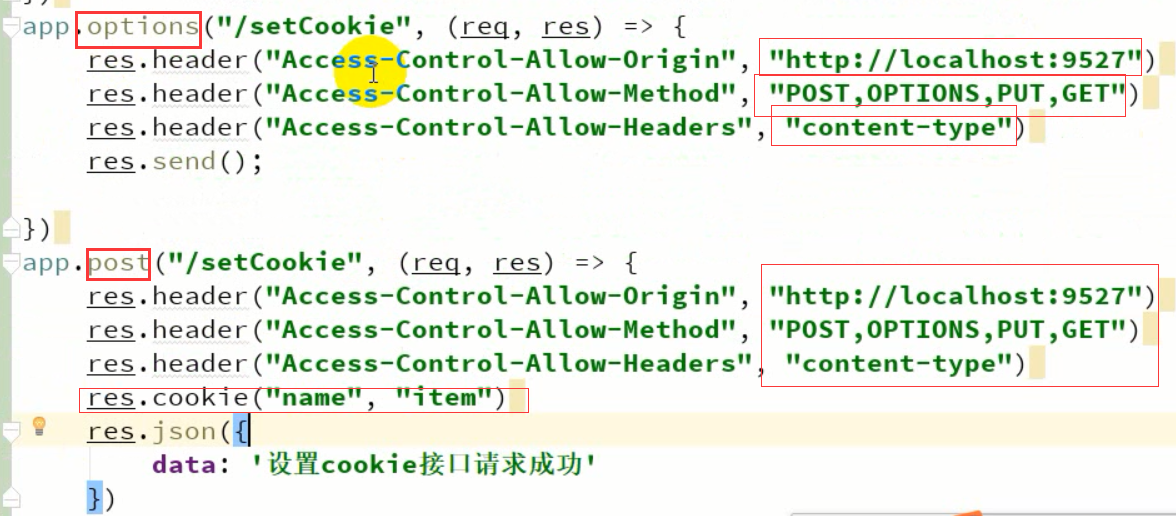 app.options("/setCookie", (req, res) => {
res.header("Access-Control-Allow-Origin", "http://localhost:9527")
res.header("Access-Control-Allow-Method", "POST,OPTIONS,PUT,GET")
res.header("Access-Control-Allow-Headers", "content-type")
res.send();
})
app.post("/setCookie", (req, res) => {
res.header("Access-Control-Allow-Origin", "http://localhost:9527")
res.header("Access-Control-Allow-Method", "POST,OPTIONS,PUT,GET")
res.header("Access-Control-Allow-Headers", "content-type")
res.cookie("name", "item")
res.json({
data: '设置cookie接口请求成功'
})